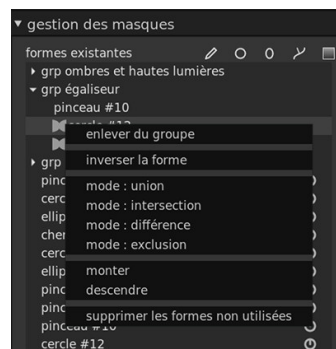 gestion des masques
formes existantes
grp ombres et hautes lumières
grp égaliseur
pinceau #10
cercle #12
enlever du groupe
inverser la forme
grp
mode : union
mode : intersection
mode : différence
mode : exclusion
monter
descendre
supprimer les formes non utilisées
pinceau #10
cercle #12